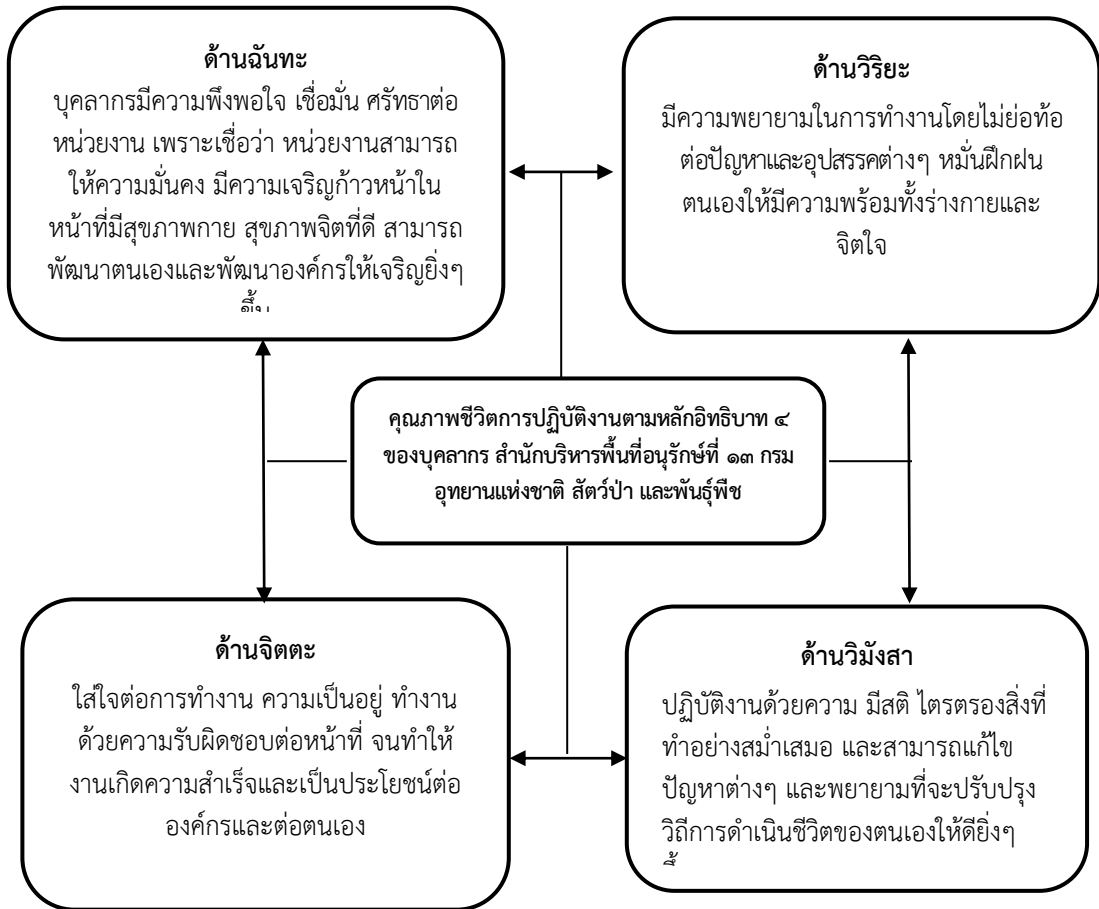 ด้านฉันทะ
บุคลากรมีความพึงพอใจ เชื่อมั่น ศรัทธาต่อ
หน่วยงาน เพราะเชื่อว่า หน่วยงานสามารถ
ให้ความมั่นคง มีความเจริญก้าวหน้าใน
หน้าที่มีสุขภาพกาย สุขภาพจิตที่ดี สามารถ
พัฒนาตนเองและพัฒนาองค์กรให้เจริญยิ่งๆ
ขึ้น
ด้านวิริยะ
มีความพยายามในการทำงานโดยไม่ย่อท้อ
ต่อปัญหาและอุปสรรคต่างๆ หมั่นฝึกฝน
ตนเองให้มีความพร้อมทั้งร่างกายและ
จิตใจ
คุณภาพชีวิตการปฏิบัติงานตามหลักอิทธิบาท ๔
ของบุคลากร สำนักบริหารพื้นที่อนุรักษ์ที่ ๑๓ กรม
อุทยานแห่งชาติ สัตว์ป่า และพันธุ์พืช
ด้านจิตตะ
ใส่ใจต่อการทำงาน ความเป็นอยู่ ทำงาน
ด้วยความรับผิดชอบต่อหน้าที่ จนทำให้
งานเกิดความสำเร็จและเป็นประโยชน์ต่อ
องค์กรและต่อตนเอง
ด้านวิมังสา
ปฏิบัติงานด้วยความ มีสติ ไตรตรองสิ่งที่
ทำอย่างสม่ำเสมอ และสามารถแก้ไข
ปัญหาต่างๆ และพยายามที่จะปรับปรุง
วิถีการดำเนินชีวิตของตนเองให้ดียิ่งๆ